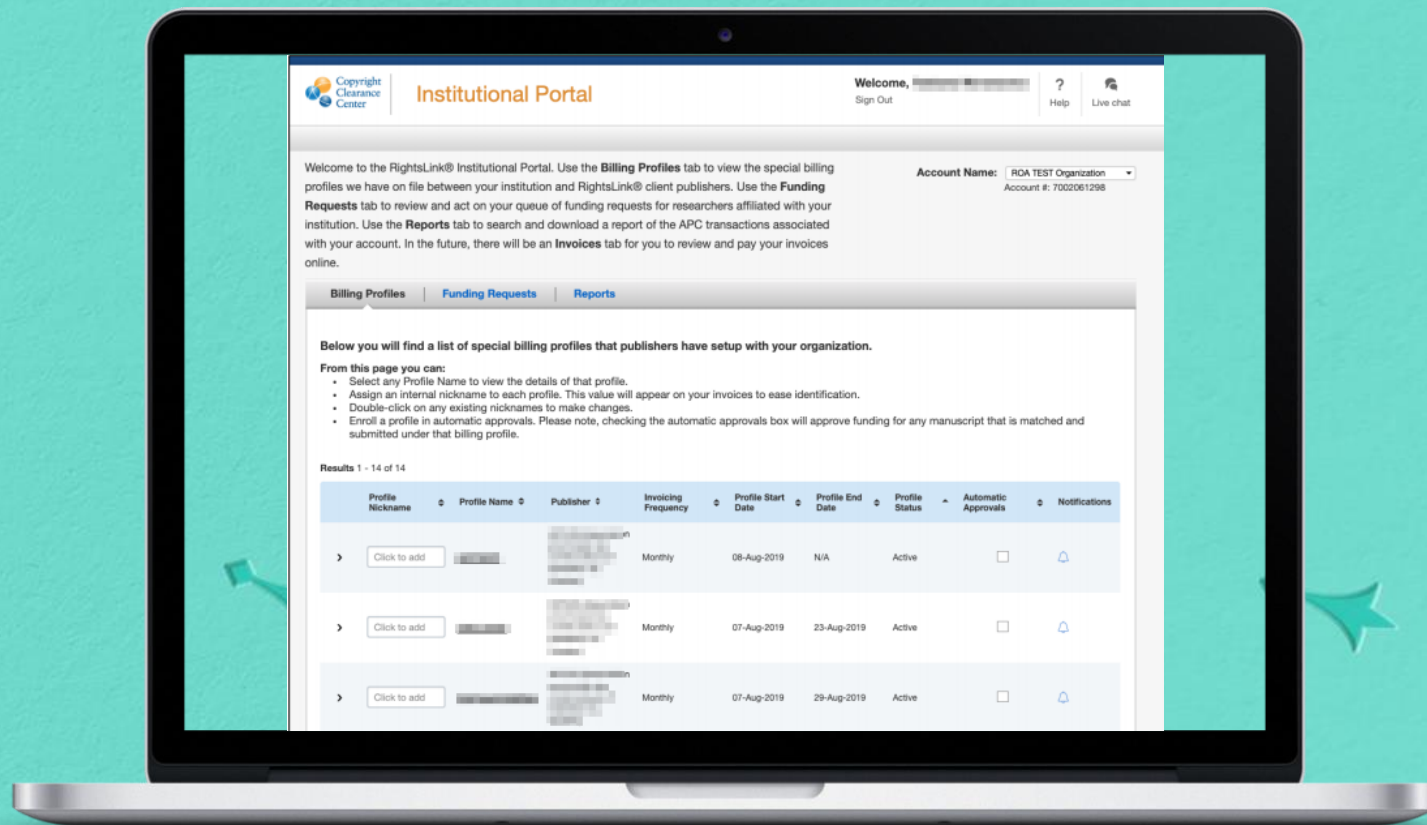 Copyright
Clearance
Center
Institutional Portal
Welcome,
Sign Out
?
Help
Live chat
Welcome to the RightsLink® Institutional Portal. Use the Billing Profiles tab to view the special billing
profiles we have on file between your institution and RightsLink® client publishers. Use the Funding
Requests tab to review and act on your queue of funding requests for researchers affiliated with your
institution. Use the Reports tab to search and download a report of the APC transactions associated
with your account. In the future, there will be an Invoices tab for you to review and pay your invoices
online.
Account Name: ROA TEST Organization
Account #: 7002061298
Billing Profiles | Funding Requests | Reports
Below you will find a list of special billing profiles that publishers have setup with your organization.
From this page you can:
• Select any Profile Name to view the details of that profile.
• Assign an internal nickname to each profile. This value will appear on your invoices to ease identification.
• Double-click on any existing nicknames to make changes.
• Enroll a profile in automatic approvals. Please note, checking the automatic approvals box will approve funding for any manuscript that is matched and
submitted under that billing profile.
Results 1 - 14 of 14
Profile Nickname Profile Name Publisher Invoicing Frequency Profile Start Date Profile End Date Profile Status Automatic Approvals Notifications
Click to add Monthly 08-Aug-2019 N/A Active
Click to add Monthly 07-Aug-2019 23-Aug-2019 Active
Click to add Monthly 07-Aug-2019 29-Aug-2019 Active